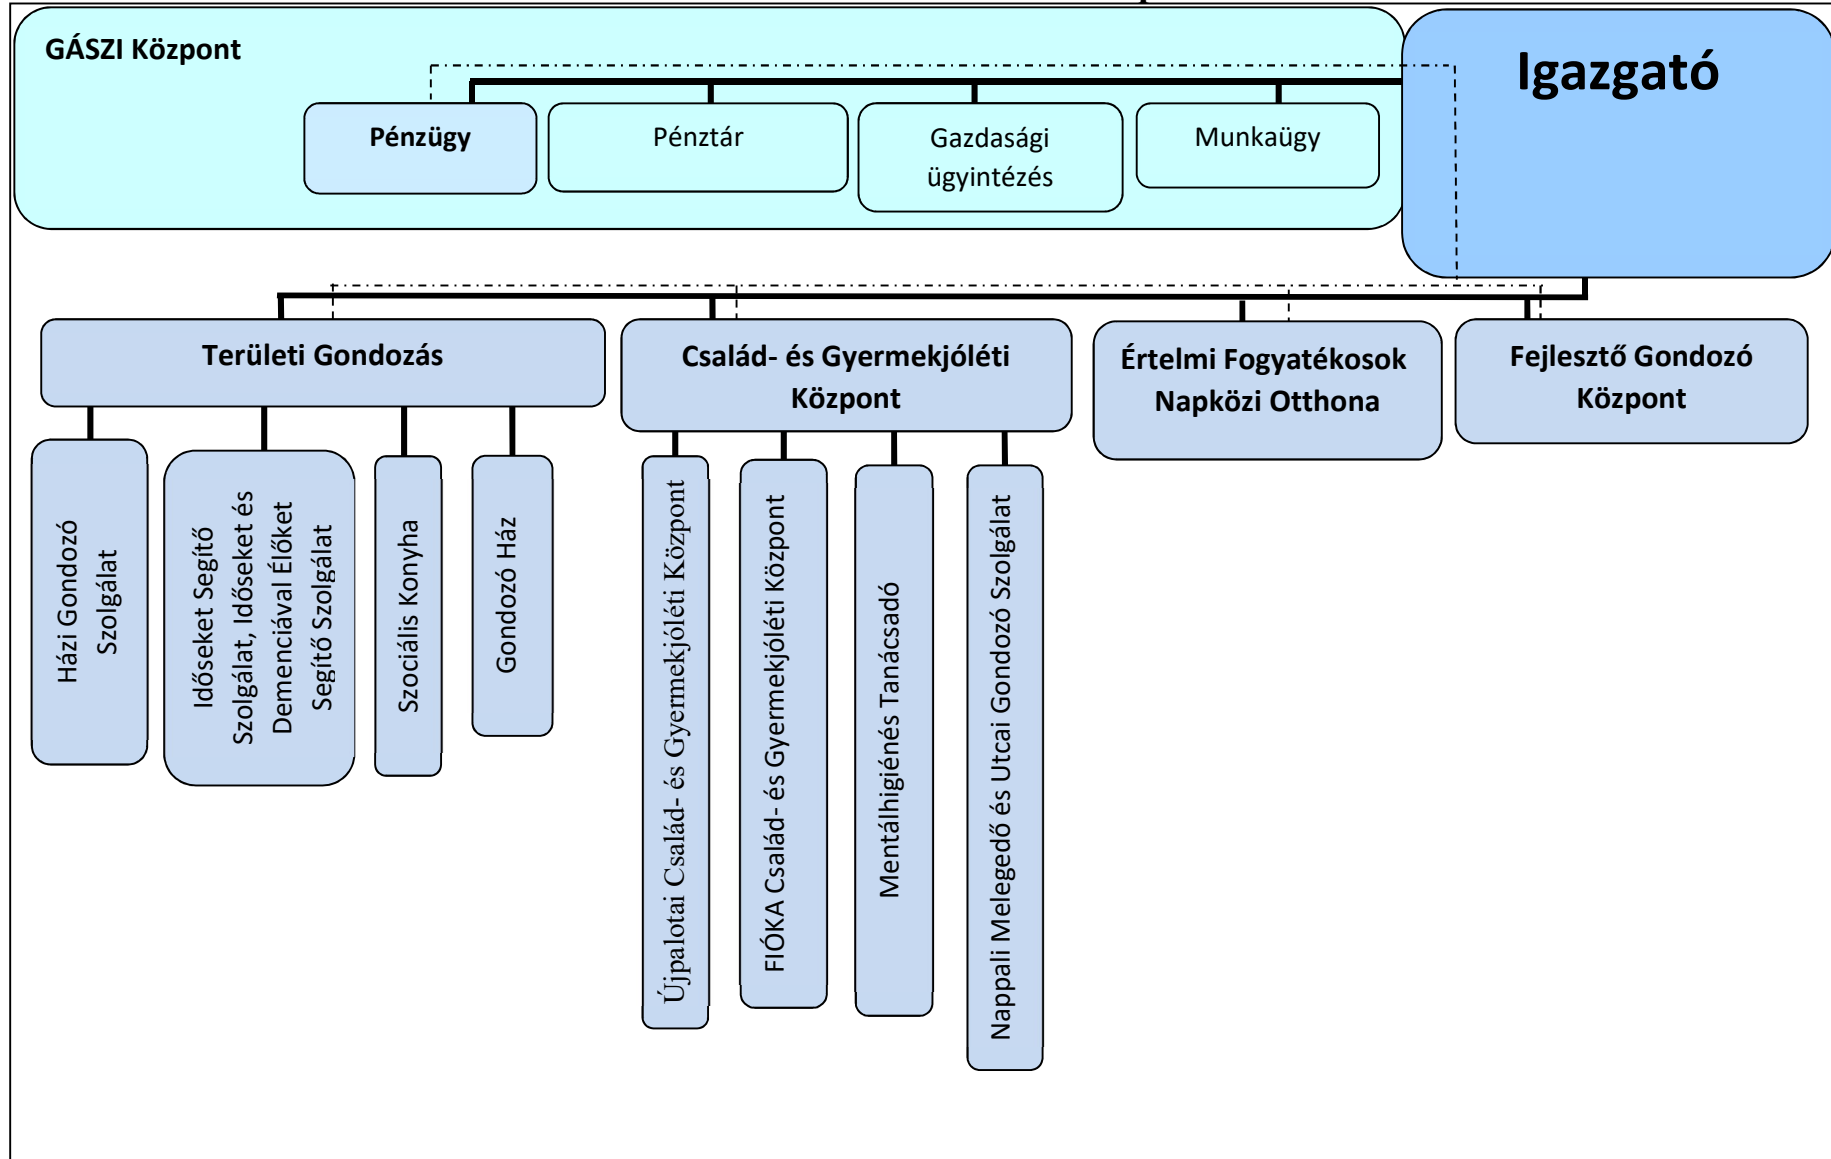 GÁSZI Központ
Igazgató
Pénzügy
Pénztár
Gazdasági
ügyintézés
Munkaügy
Területi Gondozás
Család- és Gyermekjóléti
Központ
Értelmi Fogyatékosok
Napközi Otthona
Fejlesztő Gondozó
Központ
Házi Gondozó
Szolgálat
Időseket Segítő
Szolgálat, Időseket és
Demenciával Élőket
Segítő Szolgálat
Szociális Konyha
Gondozó Ház
Újpalotai Család- és Gyermekjóléti Központ
FIÓKA Család- és Gyermekjóléti Központ
Mentálhigiénés Tanácsadó
Nappali Melegedő és Utcai Gondozó Szolgálat